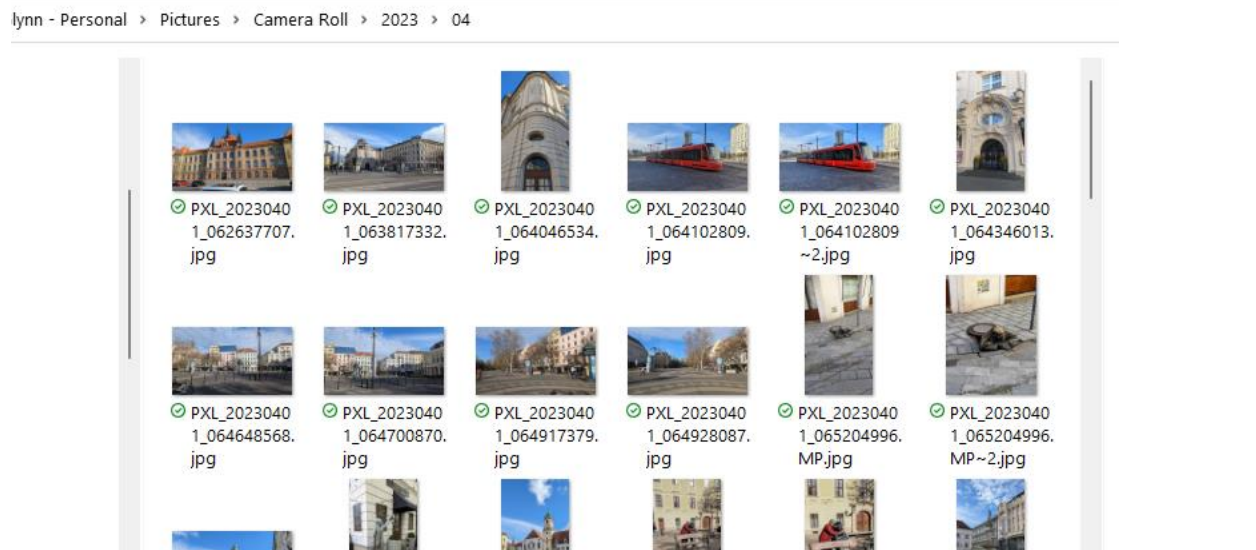 lynn - Personal > Pictures > Camera Roll > 2023 > 04
PXL_2023040
1_062637707.
jpg
PXL_2023040
1_063817332.
jpg
PXL_2023040
1_064046534.
jpg
PXL_2023040
1_064102809.
jpg
PXL_2023040
1_064102809
~2.jpg
PXL_2023040
1_064346013.
jpg
PXL_2023040
1_064648568.
jpg
PXL_2023040
1_064700870.
jpg
PXL_2023040
1_064917379.
jpg
PXL_2023040
1_064928087.
jpg
PXL_2023040
1_065204996.
MP.jpg
PXL_2023040
1_065204996.
MP~2.jpg